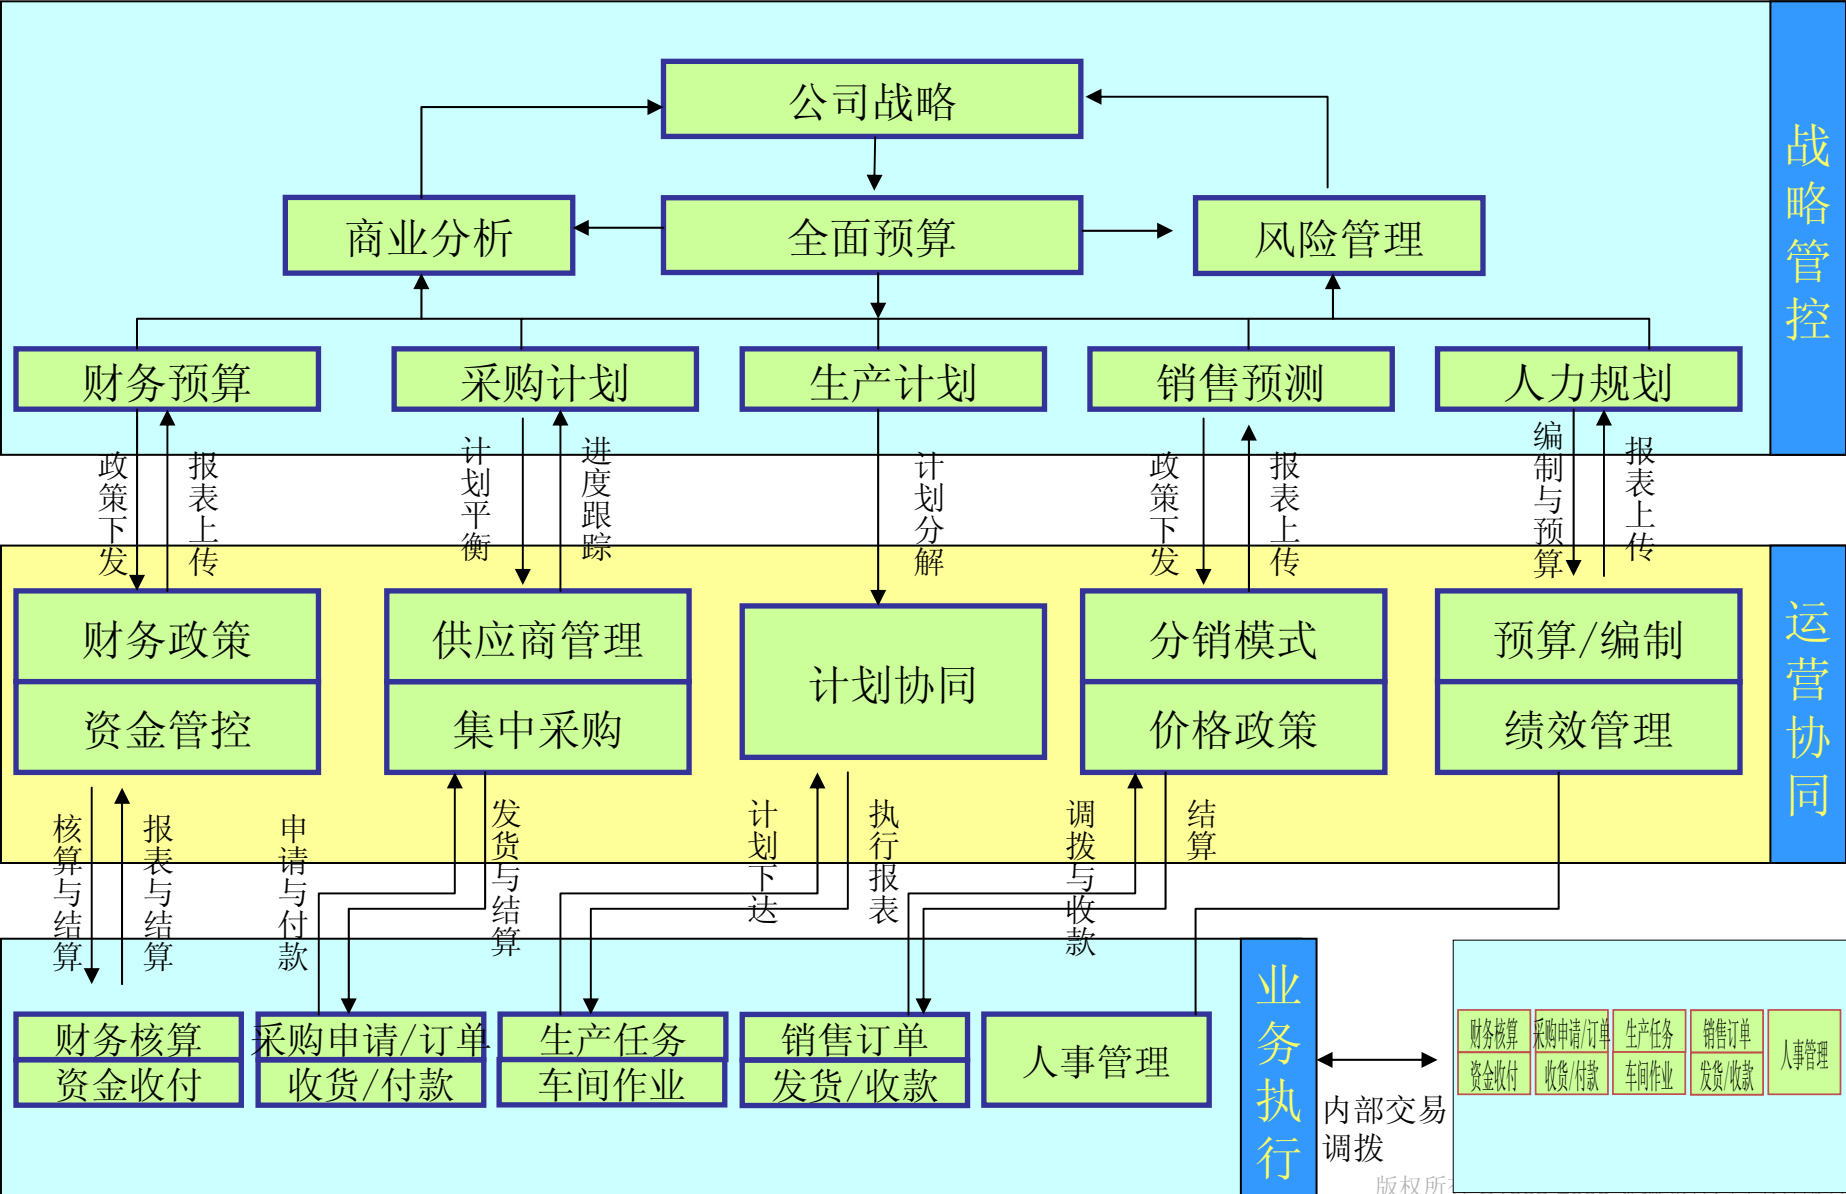 公司战略
商业分析
全面预算
风险管理
战略管控
财务预算
采购计划
生产计划
销售预测
人力规划
政策下发
报表上传
计划平衡
进度跟踪
计划分解
政策下发
报表上传
编制与预算
报表上传
财务政策
供应商管理
计划协同
分销模式
预算/编制
资金管控
集中采购
价格政策
绩效管理
运营协同
核算与结算
报表与结算
申请与付款
发货与结算
计划下达
执行报表
调拨与收款
结算
财务核算
采购申请/订单
生产任务
销售订单
人事管理
资金收付
收货/付款
车间作业
发货/收款
业务执行
内部交易
调拨
财务核算
采购申请/订单
生产任务
销售订单
人事管理
资金收付
收货/付款
车间作业
发货/收款
版权所